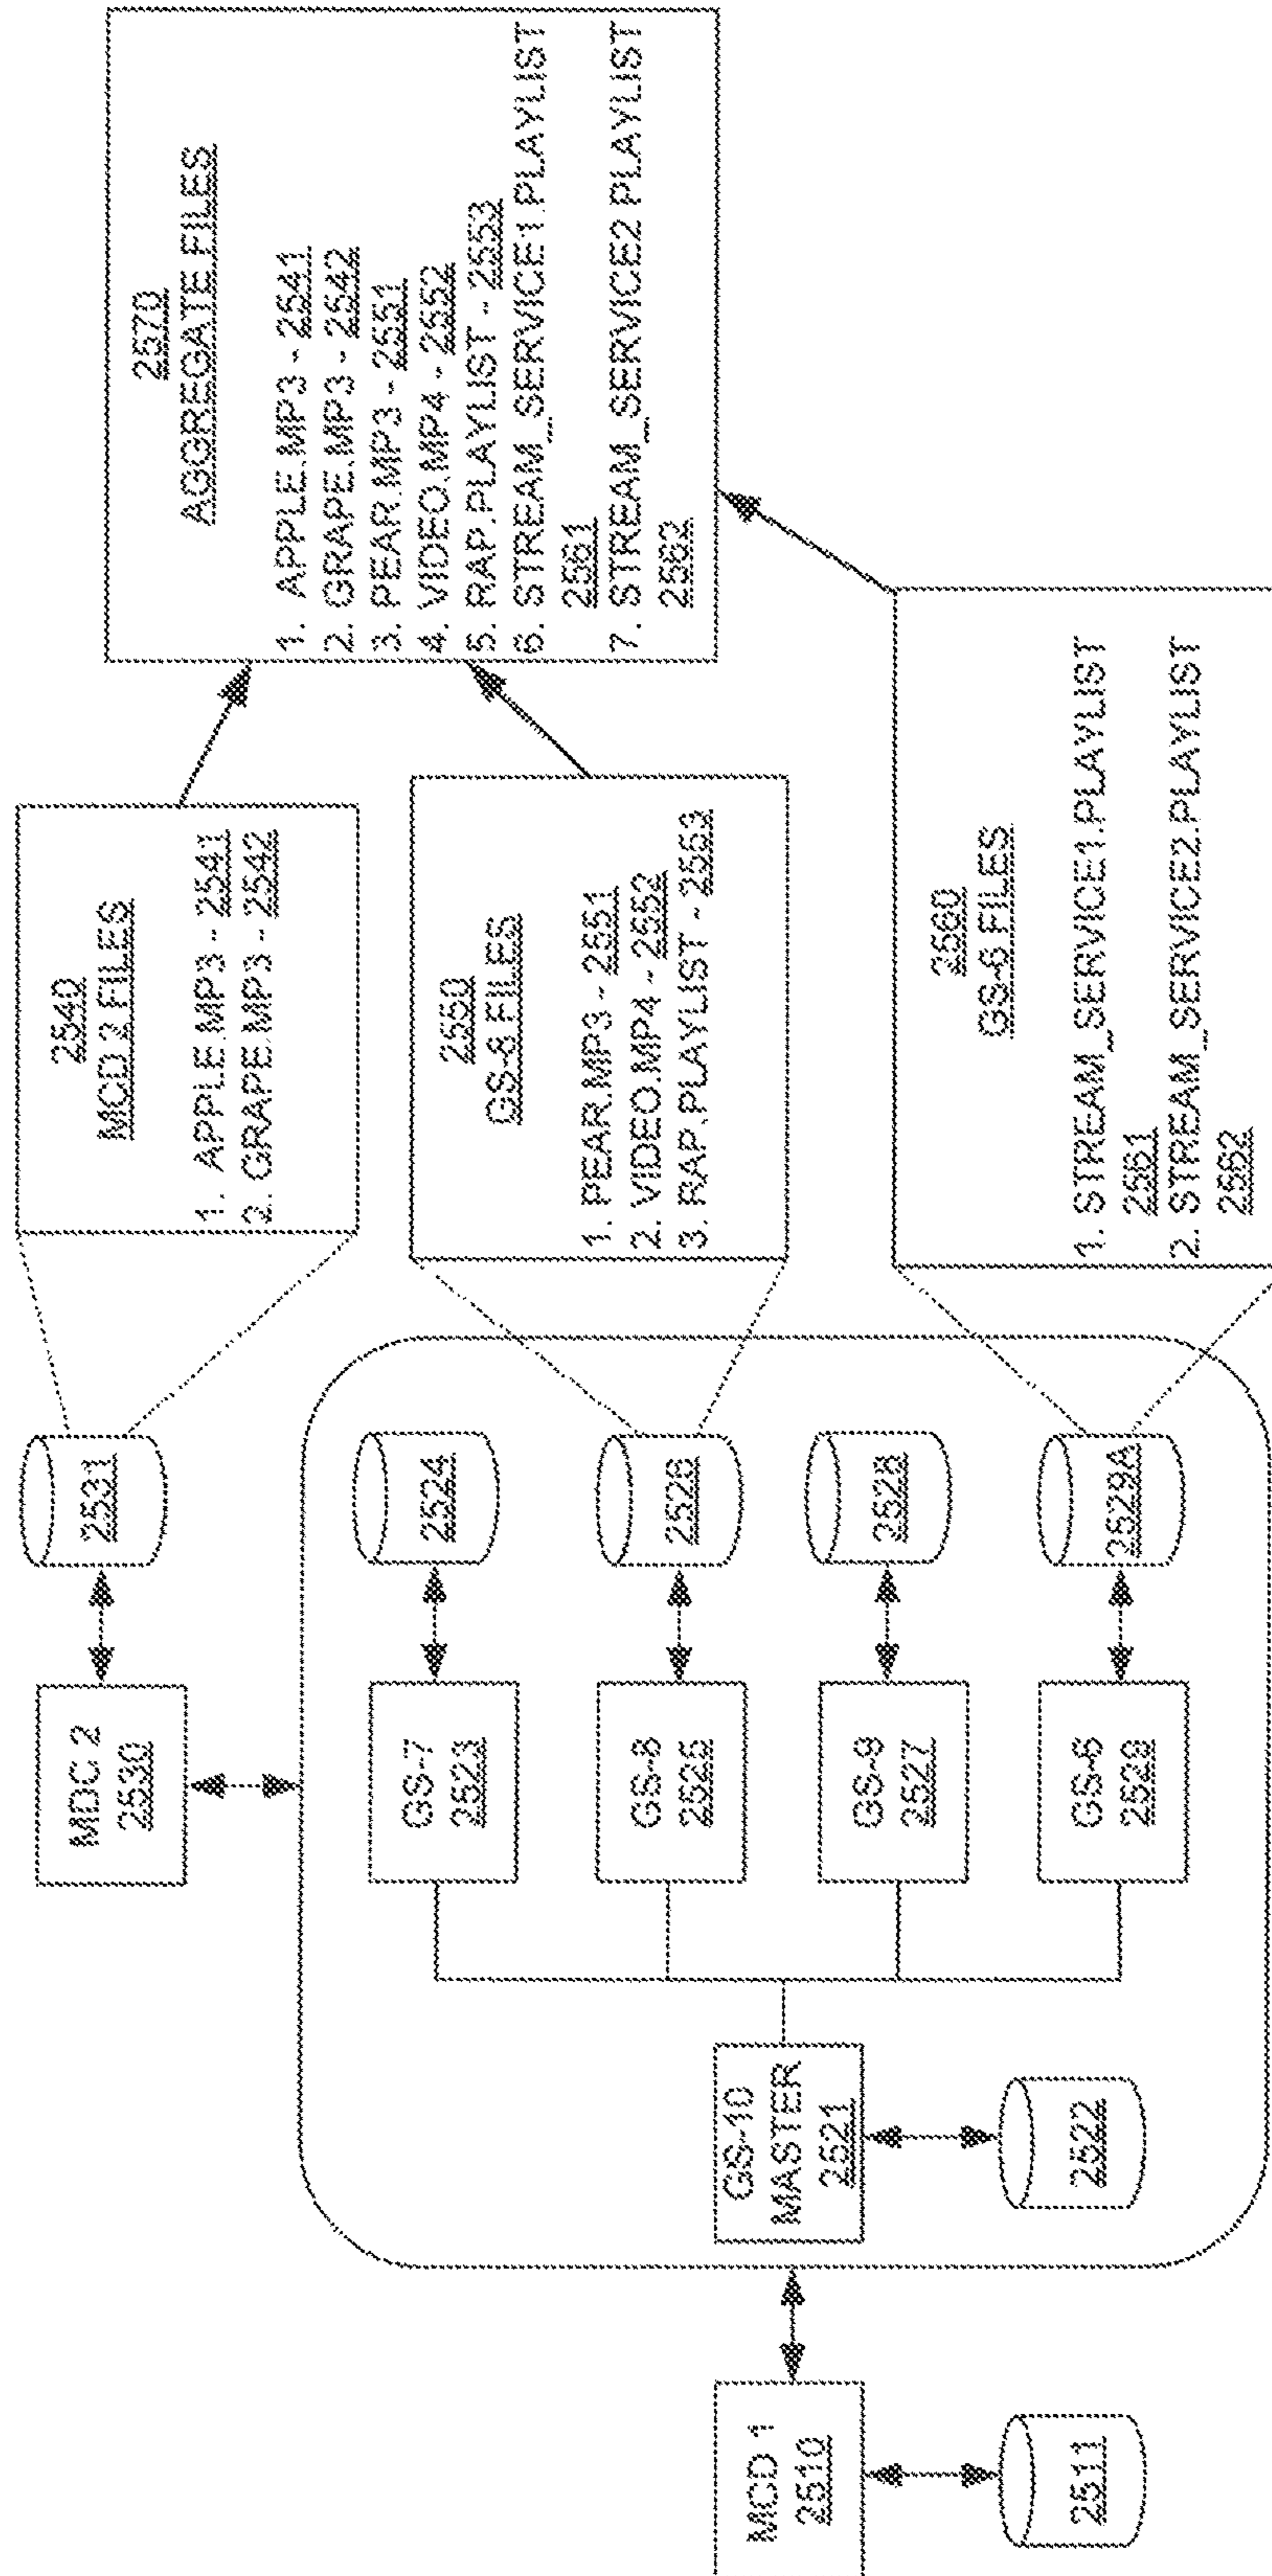 MCD 1
2510
2511
GS-10
MASTER
2521
2522
MDC 2
2530
2531
GS-7
2523
2524
GS-8
2525
2526
GS-9
2527
2528
GS-6
2529
2529A
2540
MCD 2 FILES
1. APPLE.MP3 - 2541
2. GRAPE.MP3 - 2542
2550
GS-8 FILES
1. PEAR.MP3 - 2551
2. VIDEO.MP4 - 2552
3. RAP.PLAYLIST - 2553
2560
GS-6 FILES
1. STREAM_SERVICE1.PLAYLIST
2561
2. STREAM_SERVICE2.PLAYLIST
2562
2570
AGGREGATE FILES
1. APPLE.MP3 - 2541
2. GRAPE.MP3 - 2542
3. PEAR.MP3 - 2551
4. VIDEO.MP4 - 2552
5. RAP.PLAYLIST - 2553
6. STREAM_SERVICE1.PLAYLIST
2561
7. STREAM_SERVICE2.PLAYLIST
2562